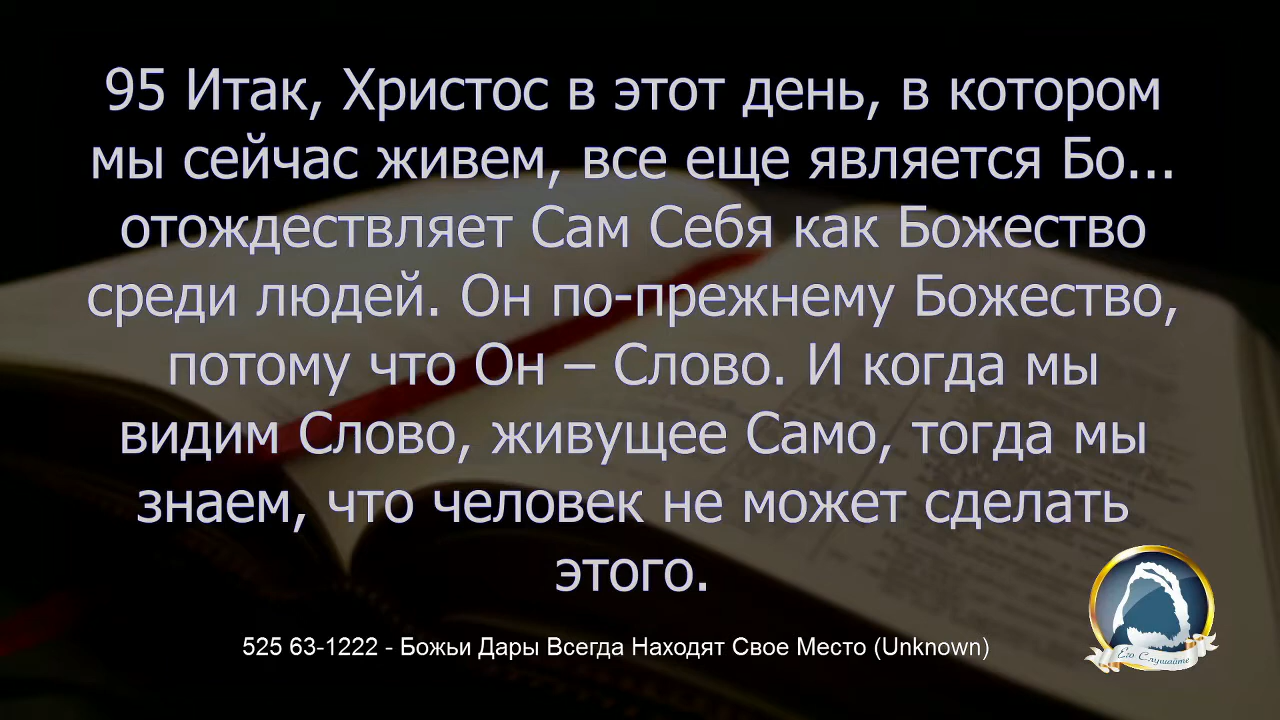 95 Итак, Христос в этот день, в котором
мы сейчас живем, все еще является Бо...
отождествляет Сам Себя как Божество
среди людей. Он по-прежнему Божество,
потому что Он – Слово. И когда мы
видим Слово, живущее Само, тогда мы
знаем, что человек не может сделать
этого.
525 63-1222 - Божьи Дары Всегда Находят Свое Место (Unknown)
Его Слушайте